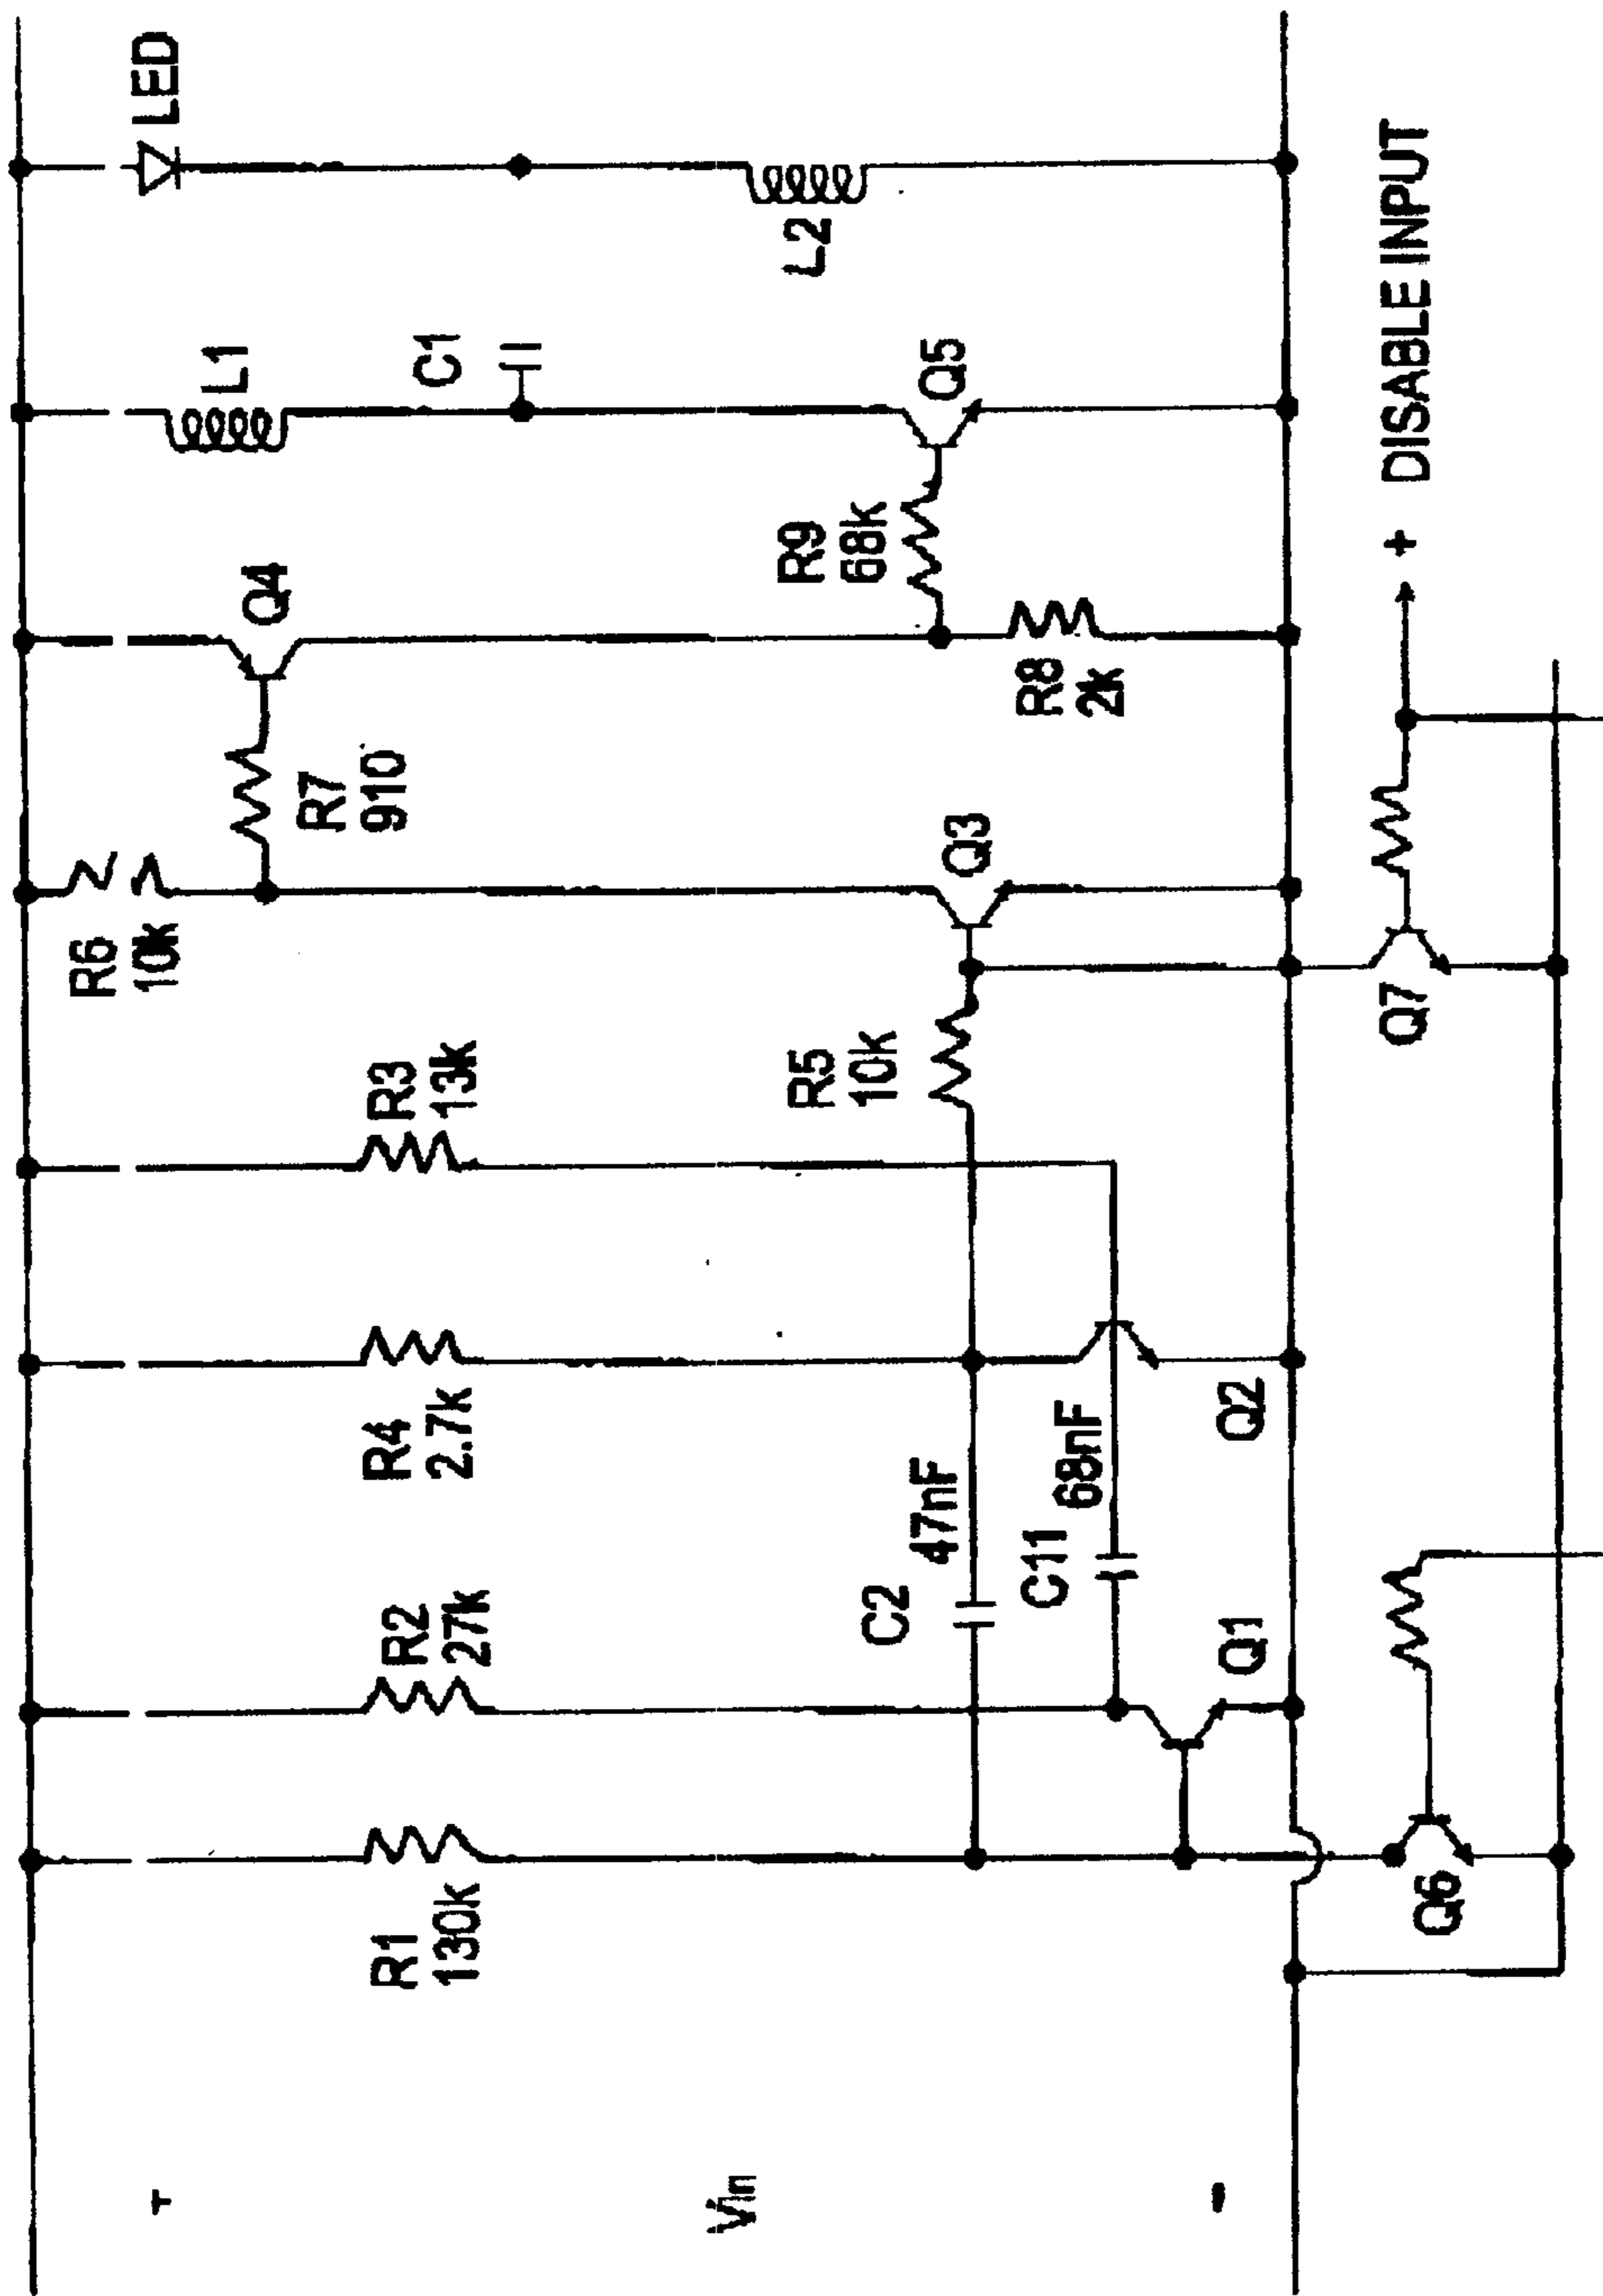 +
Vin
-
R1
130k
R2
27k
R4
2.7k
R3
13k
R6
10k
R7
910
Q4
L1
C1
LED
L2
C2
47nF
C11
68nF
Q1
Q2
R5
10k
Q3
R8
2k
R9
68k
Q5
Q6
Q7
+ DISABLE INPUT